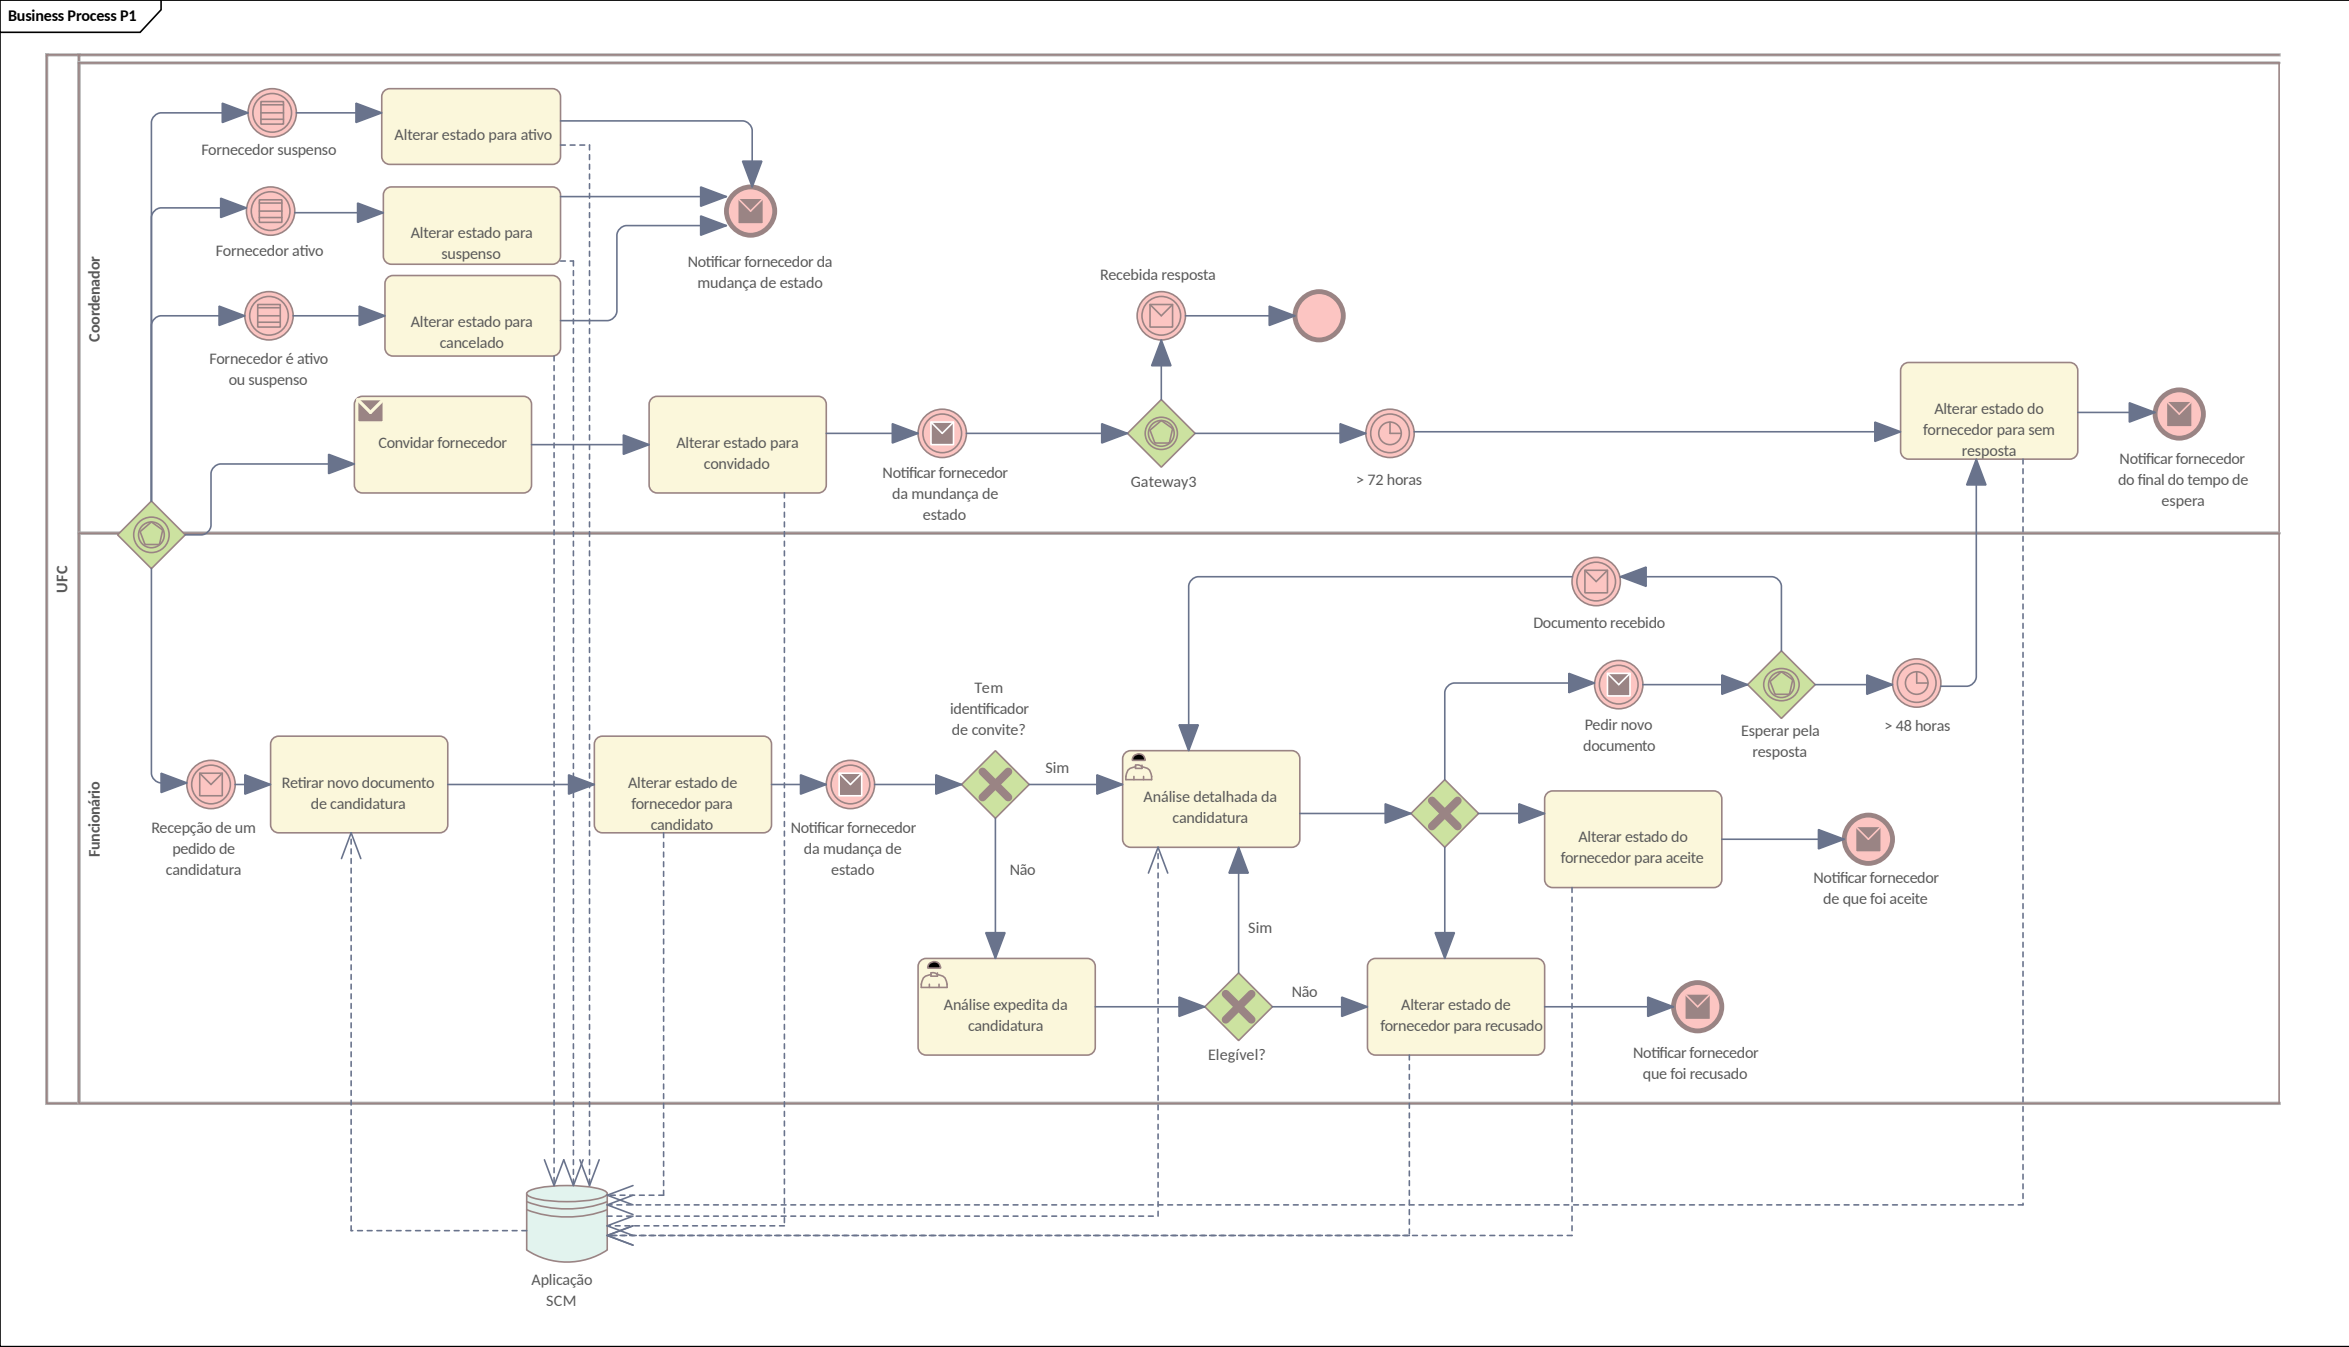 Business Process P1
UFC
Coordenador
Fornecedor suspenso
Alterar estado para ativo
Fornecedor ativo
Alterar estado para
suspenso
Notificar fornecedor da
mudança de estado
Fornecedor é ativo
ou suspenso
Alterar estado para
cancelado
Convidar fornecedor
Alterar estado para
convidado
Notificar fornecedor
da mundança de
estado
Recebida resposta
Gateway3
> 72 horas
Alterar estado do
fornecedor para sem
resposta
Notificar fornecedor
do final do tempo de
espera
Funcionário
Recepção de um
pedido de
candidatura
Retirar novo documento
de candidatura
Alterar estado de
fornecedor para
candidato
Notificar fornecedor
da mudança de
estado
Tem
identificador
de convite?
Sim
Não
Análise detalhada da
candidatura
Documento recebido
Pedir novo
documento
Esperar pela
resposta
> 48 horas
Alterar estado do
fornecedor para aceite
Notificar fornecedor
de que foi aceite
Análise expedita da
candidatura
Sim
Não
Elegível?
Alterar estado de
fornecedor para recusado
Notificar fornecedor
que foi recusado
Aplicação
SCM